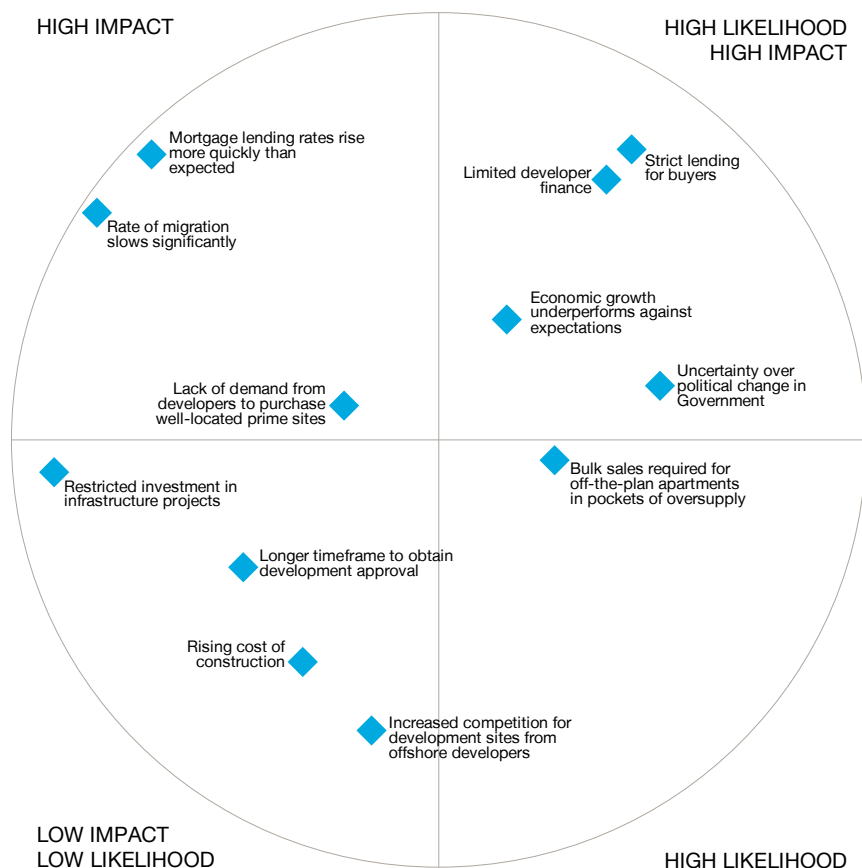 HIGH IMPACT
HIGH LIKELIHOOD
HIGH IMPACT
Mortgage lending rates rise
more quickly than
expected
Strict lending
for buyers
Limited developer
finance
Rate of migration
slows significantly
Economic growth
underperforms against
expectations
Uncertainty over
political change in
Government
Lack of demand from
developers to purchase
well-located prime sites
Bulk sales required for
off-the-plan apartments
in pockets of oversupply
Restricted investment in
infrastructure projects
Longer timeframe to obtain
development approval
Rising cost of
construction
Increased competition for
development sites from
offshore developers
LOW IMPACT
LOW LIKELIHOOD
HIGH LIKELIHOOD